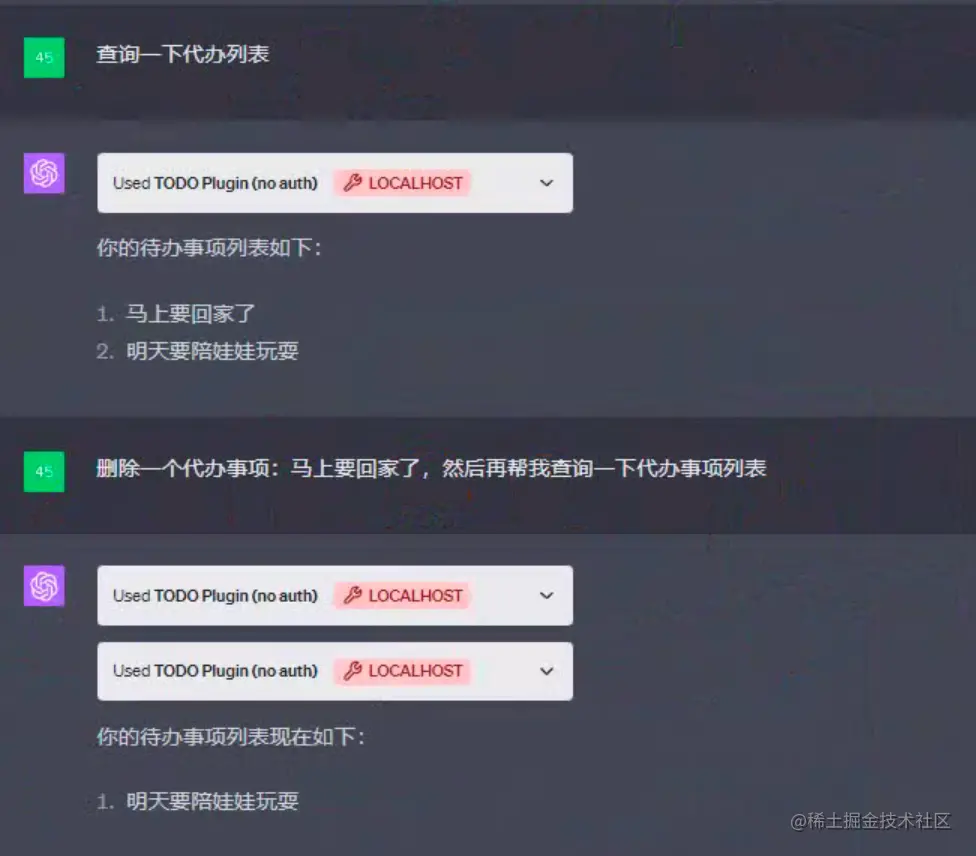 45
查询一下代办列表
Used TODO Plugin (no auth) LOCALHOST
你的待办事项列表如下：
1. 马上要回家了
2. 明天要陪娃娃玩耍
45
删除一个代办事项：马上要回家了，然后再帮我查询一下代办事项列表
Used TODO Plugin (no auth) LOCALHOST
Used TODO Plugin (no auth) LOCALHOST
你的待办事项列表现在如下：
1. 明天要陪娃娃玩耍
@稀土掘金技术社区